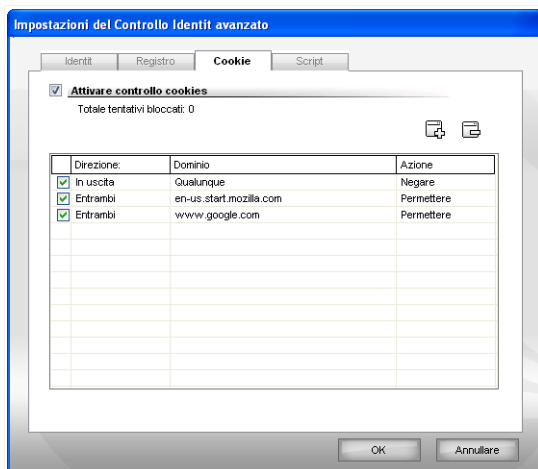 Impostazioni del Controllo Identit avanzato
Identit Registro Cookie Script
Attivare controllo cookies
Totale tentativi bloccati: 0
Direzione: Dominio Azione
In uscita Qualunque Negare
Entrambi en-us.start.mozilla.com Permettere
Entrambi www.google.com Permettere
OK Annullare